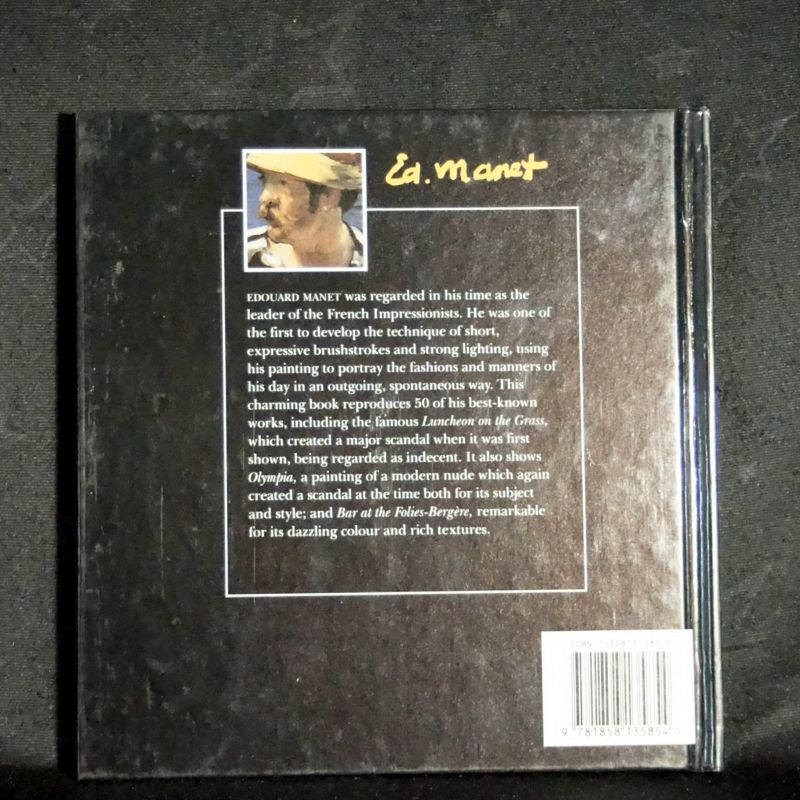 Ed. Manet
EDOUARD MANET was regarded in his time as the
leader of the French Impressionists. He was one of
the first to develop the technique of short,
expressive brushstrokes and strong lighting, using
his painting to portray the fashions and manners of
his day in an outgoing, spontaneous way. This
charming book reproduces 50 of his best-known
works, including the famous Luncheon on the Grass,
which created a major scandal when it was first
shown, being regarded as indecent. It also shows
Olympia, a painting of a modern nude which again
created a scandal at the time both for its subject
and style; and Bar at the Folies-Bergère, remarkable
for its dazzling colour and rich textures.
ISBN
9 781858 135854